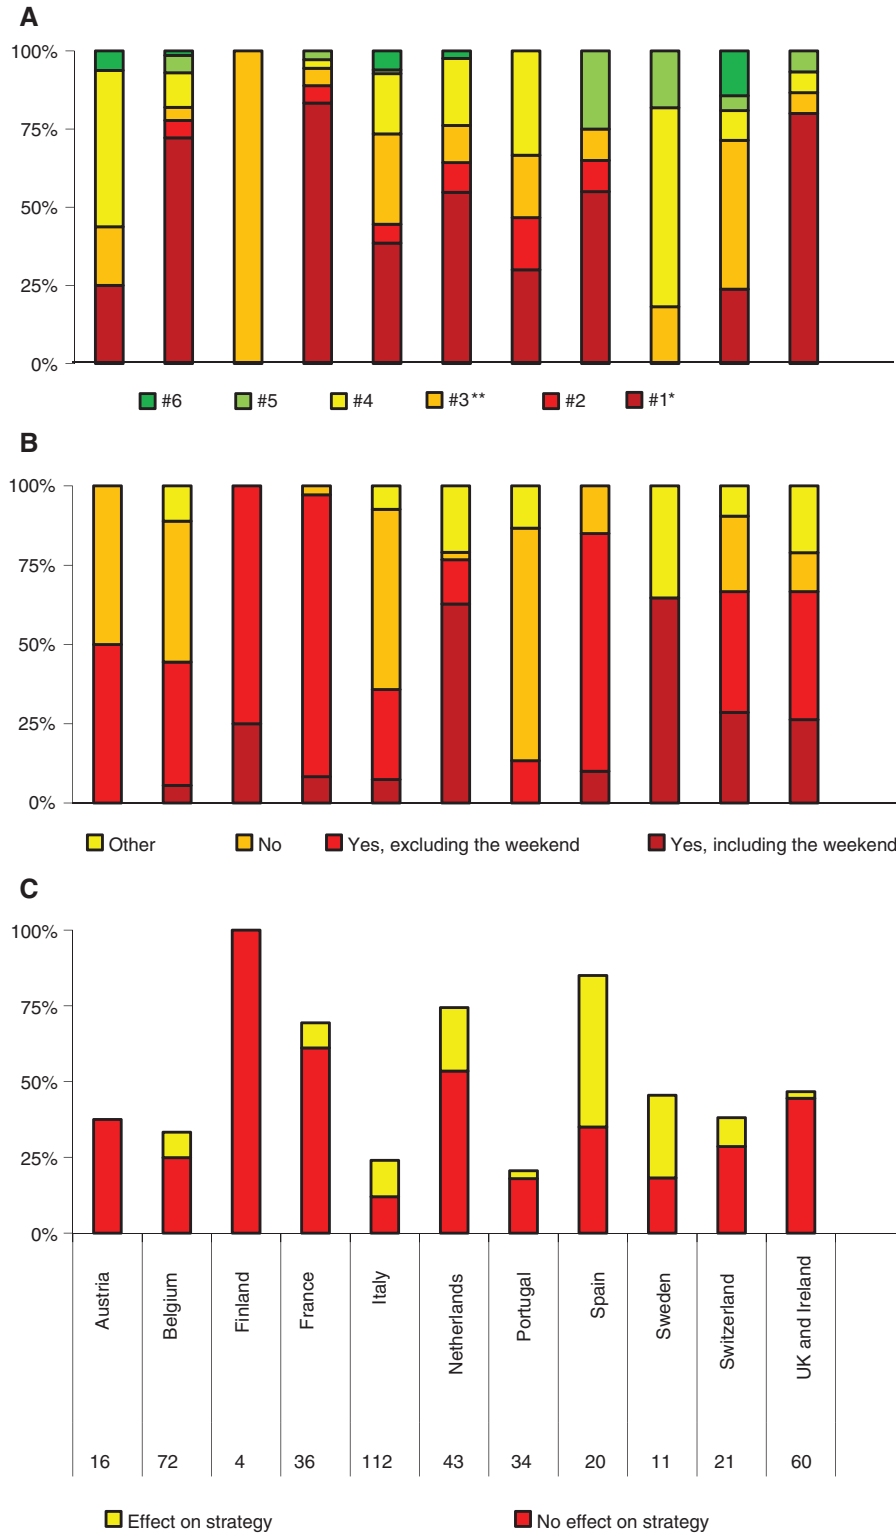 A
100%
75%
50%
25%
0%
#6 #5 #4 #3** #2 #1*
B
100%
75%
50%
25%
0%
Other No Yes, excluding the weekend Yes, including the weekend
C
100%
75%
50%
25%
0%
Austria Belgium Finland France Italy Netherlands Portugal Spain Sweden Switzerland UK and Ireland
16 72 4 36 112 43 34 20 11 21 60
Effect on strategy No effect on strategy